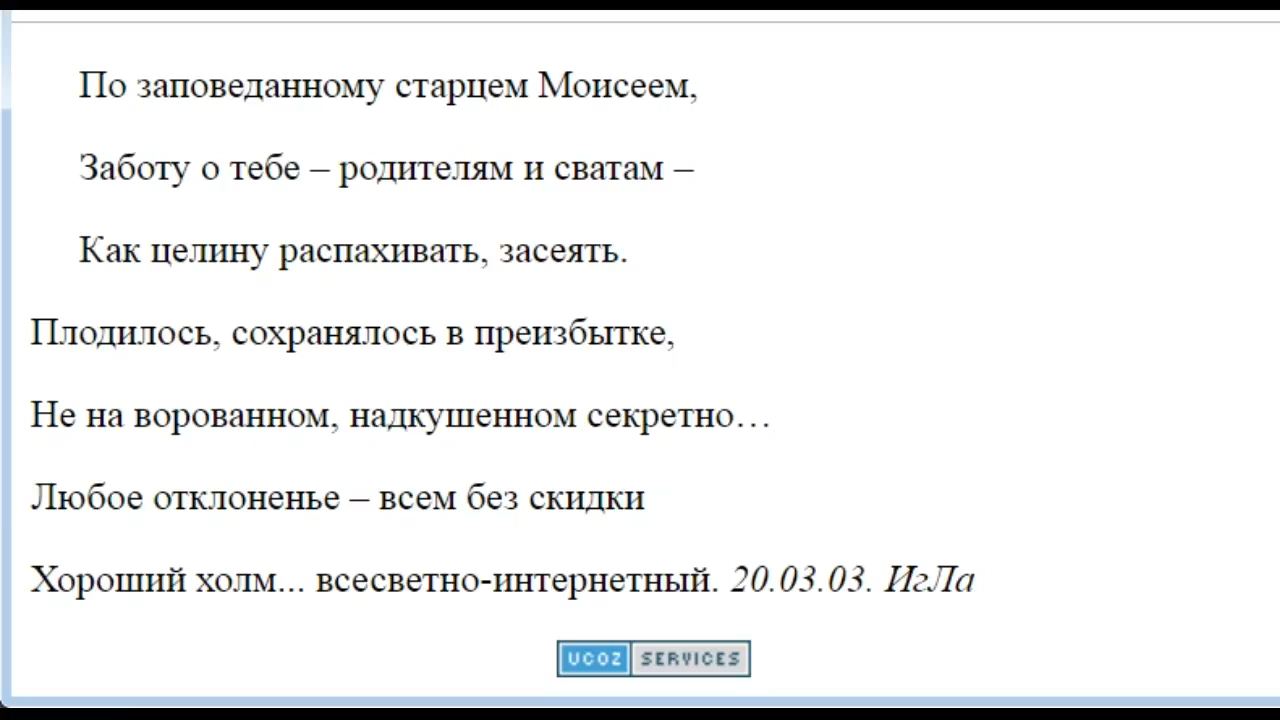 По заповеданному старцем Моисеем,
Заботу о тебе – родителям и сватам –
Как целину распахивать, засеять.
Плодилось, сохранялось в преизбытке,
Не на ворованном, надкушенном секретно…
Любое отклоненье – всем без скидки
Хороший холм... всесветно-интернетный. 20.03.03. ИгЛа
UCOZ SERVICES